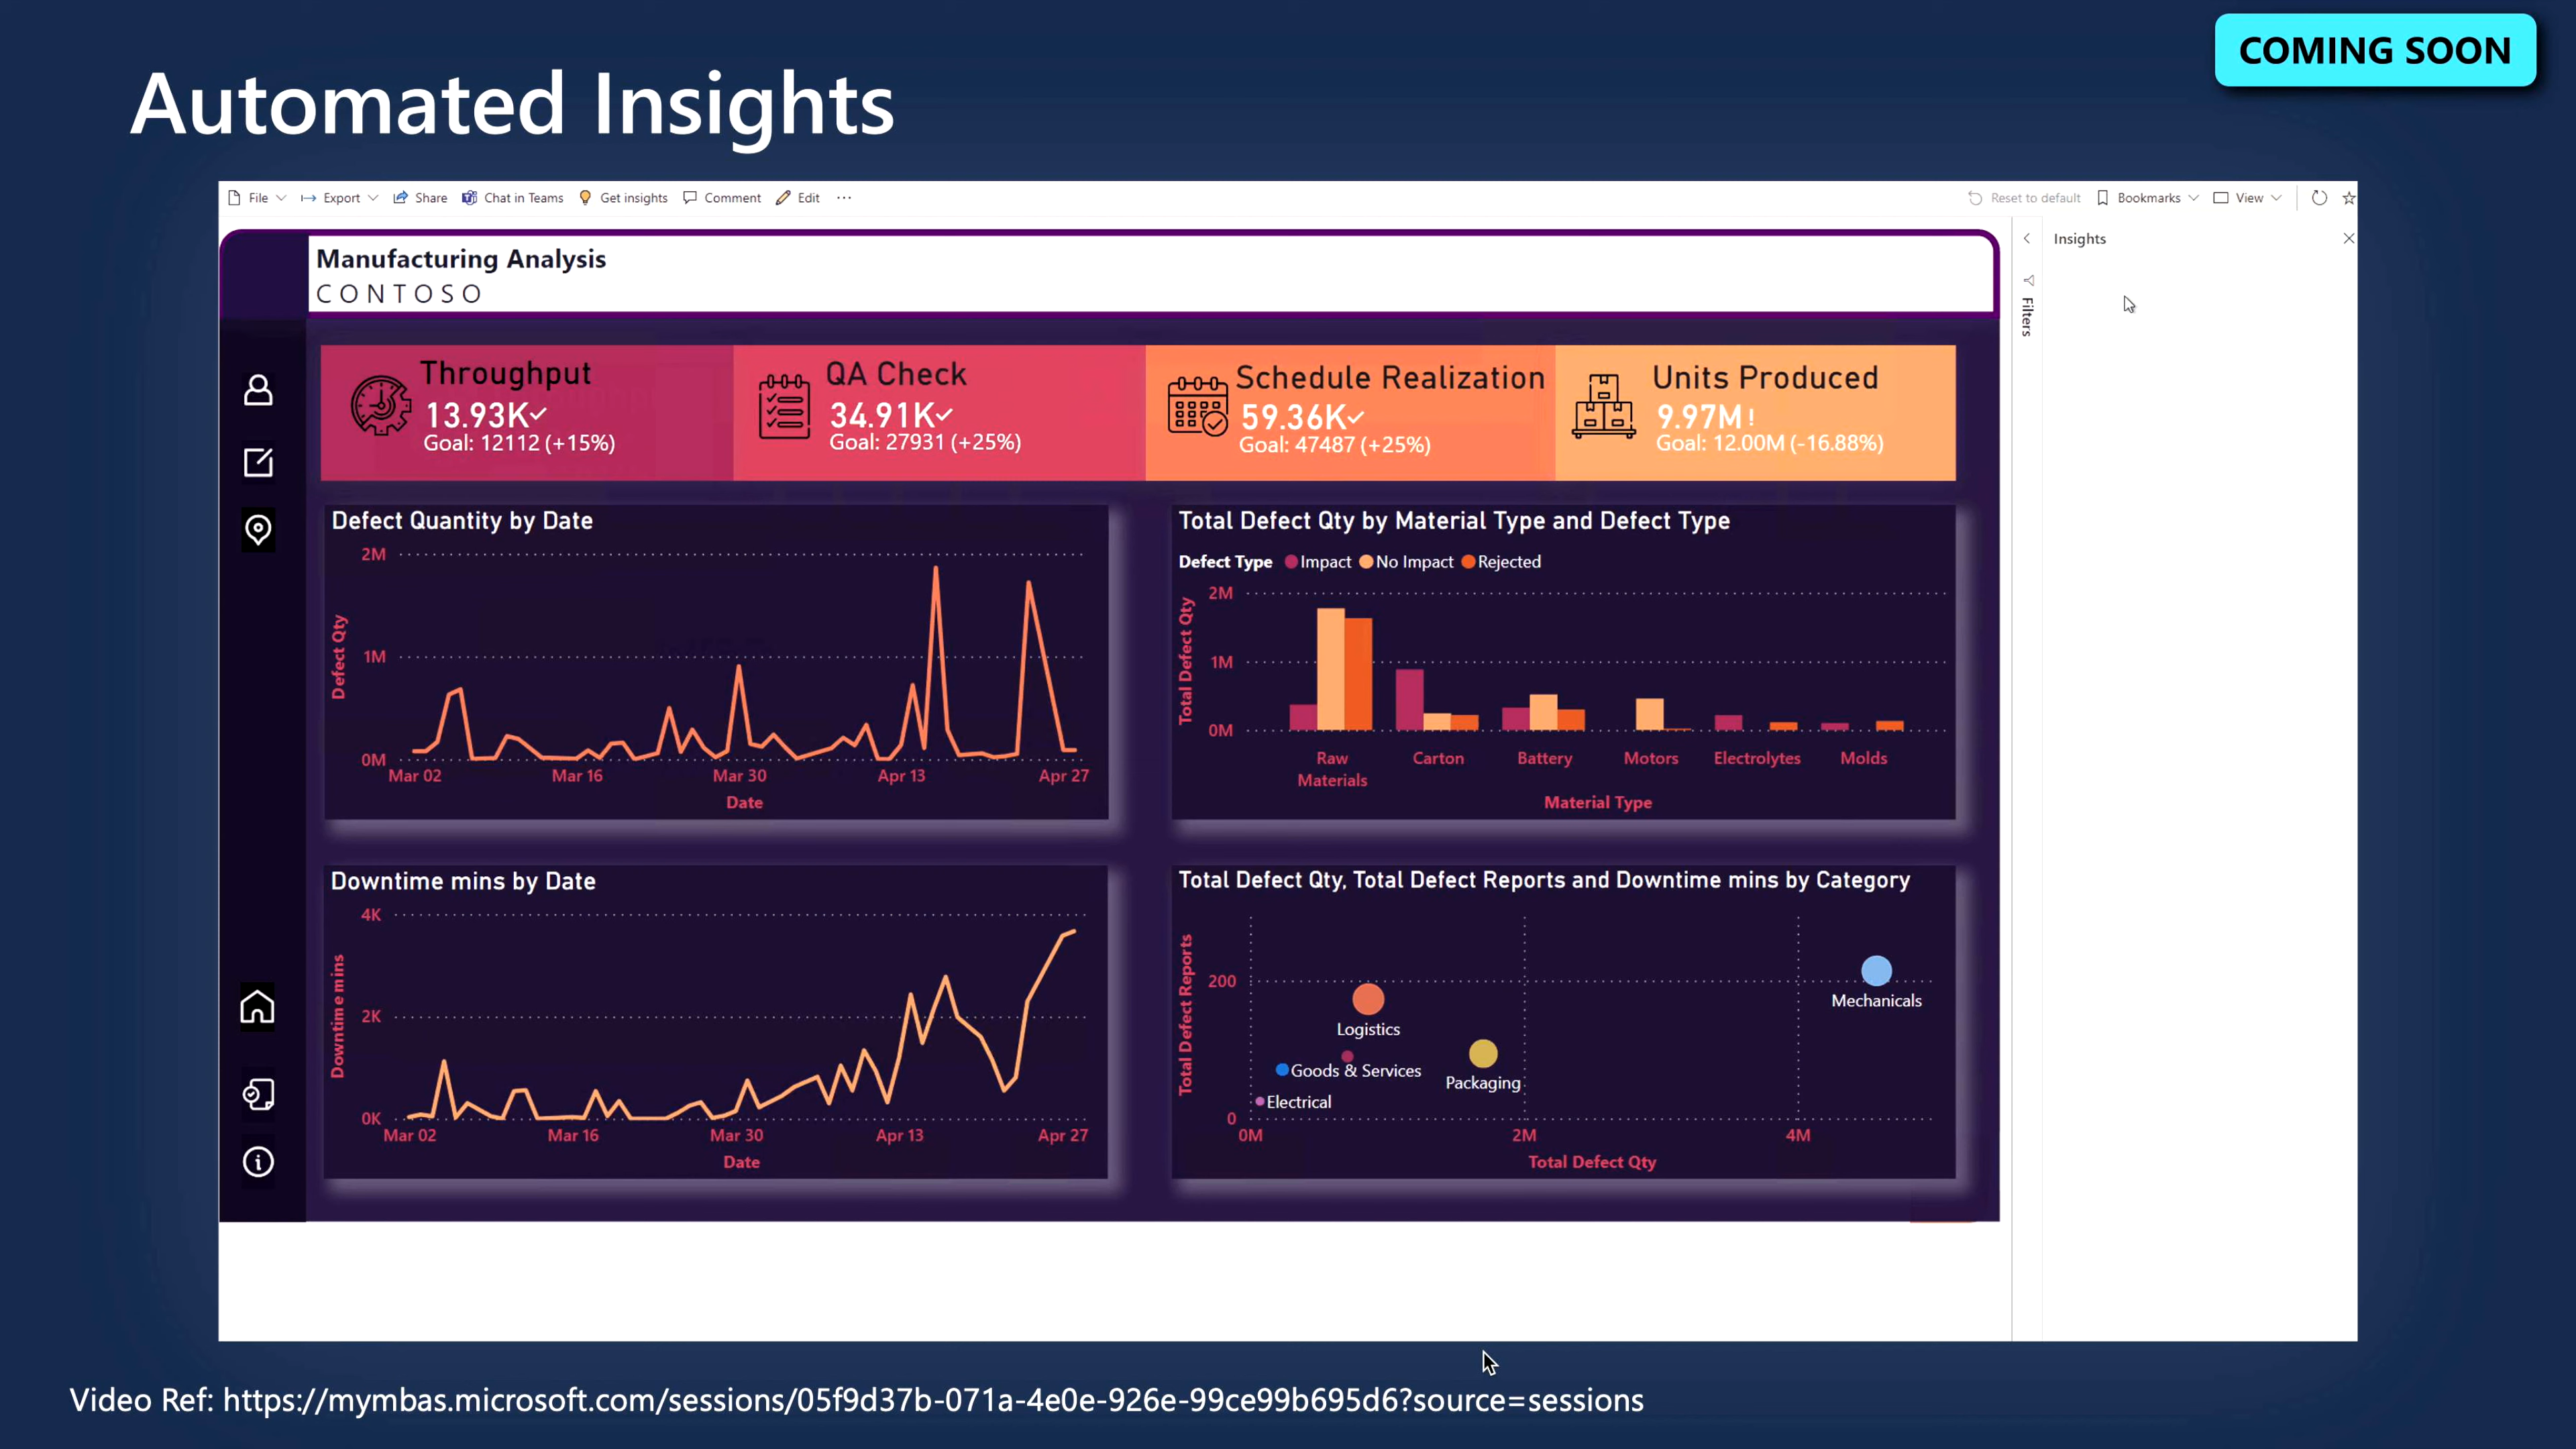 COMING SOON
Automated Insights
File Export Share Chat in Teams Get insights Comment Edit ··· Reset to default Bookmarks View
Manufacturing Analysis
CONTOSO
Insights
Filters
Throughput
13.93K
Goal: 12112 (+15%)
QA Check
34.91K
Goal: 27931 (+25%)
Schedule Realization
59.36K
Goal: 47487 (+25%)
Units Produced
9.97M!
Goal: 12.00M (-16.88%)
Defect Quantity by Date
Defect Qty
2M
1M
0M
Mar 02 Mar 16 Mar 30 Apr 13 Apr 27
Date
Total Defect Qty by Material Type and Defect Type
Defect Type Impact No Impact Rejected
Total Defect Qty
2M
1M
0M
Raw Materials Carton Battery Motors Electrolytes Molds
Material Type
Downtime mins by Date
Downtime mins
4K
2K
0K
Mar 02 Mar 16 Mar 30 Apr 13 Apr 27
Date
Total Defect Qty, Total Defect Reports and Downtime mins by Category
Total Defect Reports
200
0
Mechanicals
Logistics
Goods & Services
Packaging
Electrical
0M 2M 4M
Total Defect Qty
Video Ref: https://mymbas.microsoft.com/sessions/05f9d37b-071a-4e0e-926e-99ce99b695d6?source=sessions